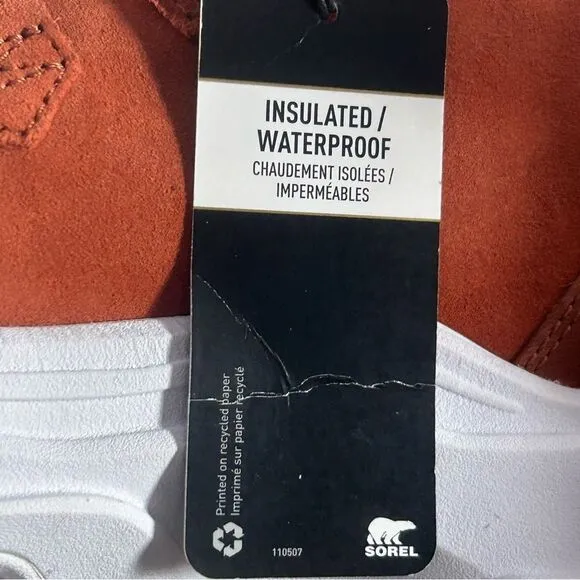 INSULATED /
WATERPROOF
CHAUDEMENT ISOLÉES /
IMPERMÉABLES
Printed on recycled paper
Imprimé sur papier recyclé
110507
SOREL